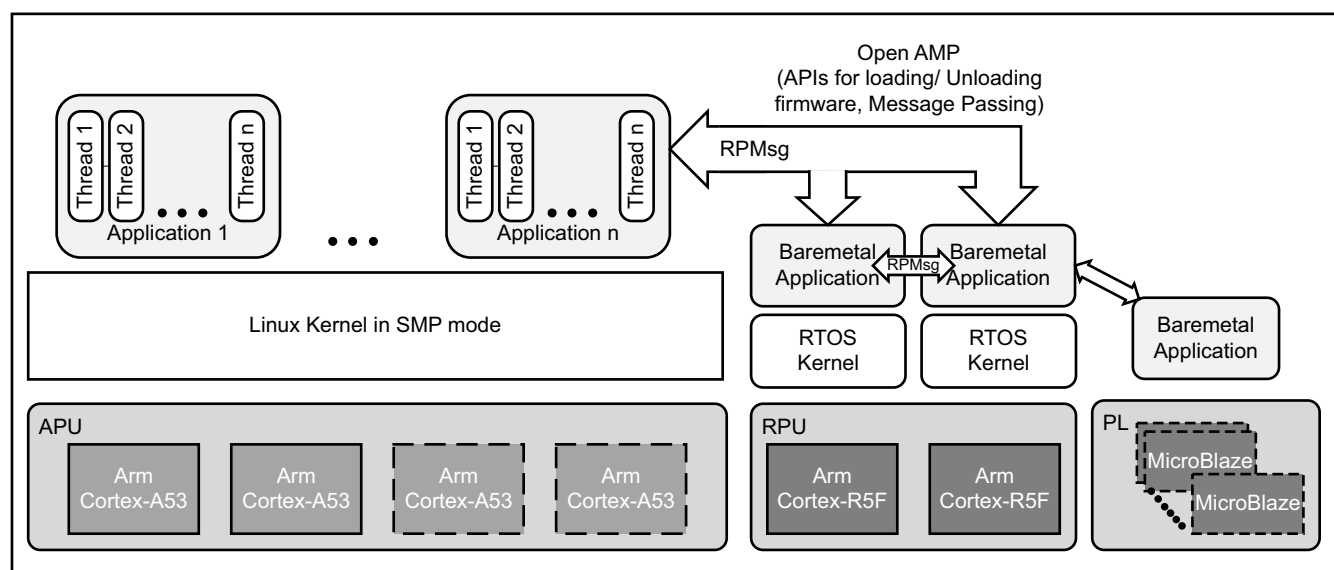 Open AMP
(APIs for loading/ Unloading
firmware, Message Passing)
Thread 1
Thread 2
Thread n
Application 1
Thread 1
Thread 2
Thread n
Application n
RPMsg
Baremetal
Application
RPMsg
Baremetal
Application
Linux Kernel in SMP mode
RTOS
Kernel
RTOS
Kernel
Baremetal
Application
APU
Arm
Cortex-A53
Arm
Cortex-A53
Arm
Cortex-A53
Arm
Cortex-A53
RPU
Arm
Cortex-R5F
Arm
Cortex-R5F
PL
MicroBlaze
MicroBlaze